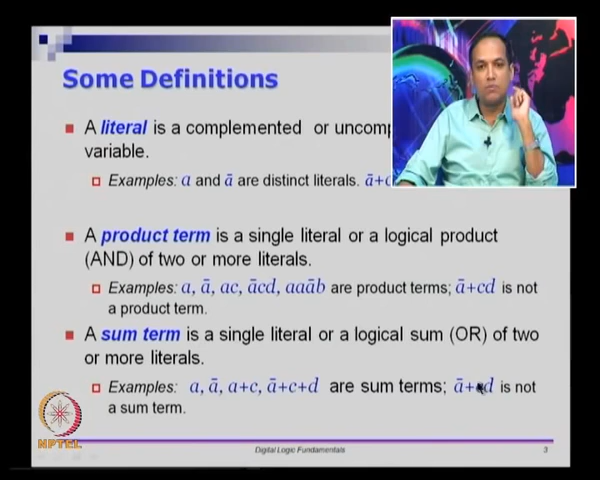 Some Definitions
A literal is a complemented or
variable.
Examples: a and ā are distinct literals.
A product term is a single literal or a logical product
(AND) of two or more literals.
Examples: a, ā, ac, ācd, aaāb are product terms; ā+cd is not
a product term.
A sum term is a single literal or a logical sum (OR) of two
or more literals.
Examples: a, ā, a+c, ā+c+d are sum terms; is not
a sum term.
NPTEL
Digital Logic Fundamentals
3